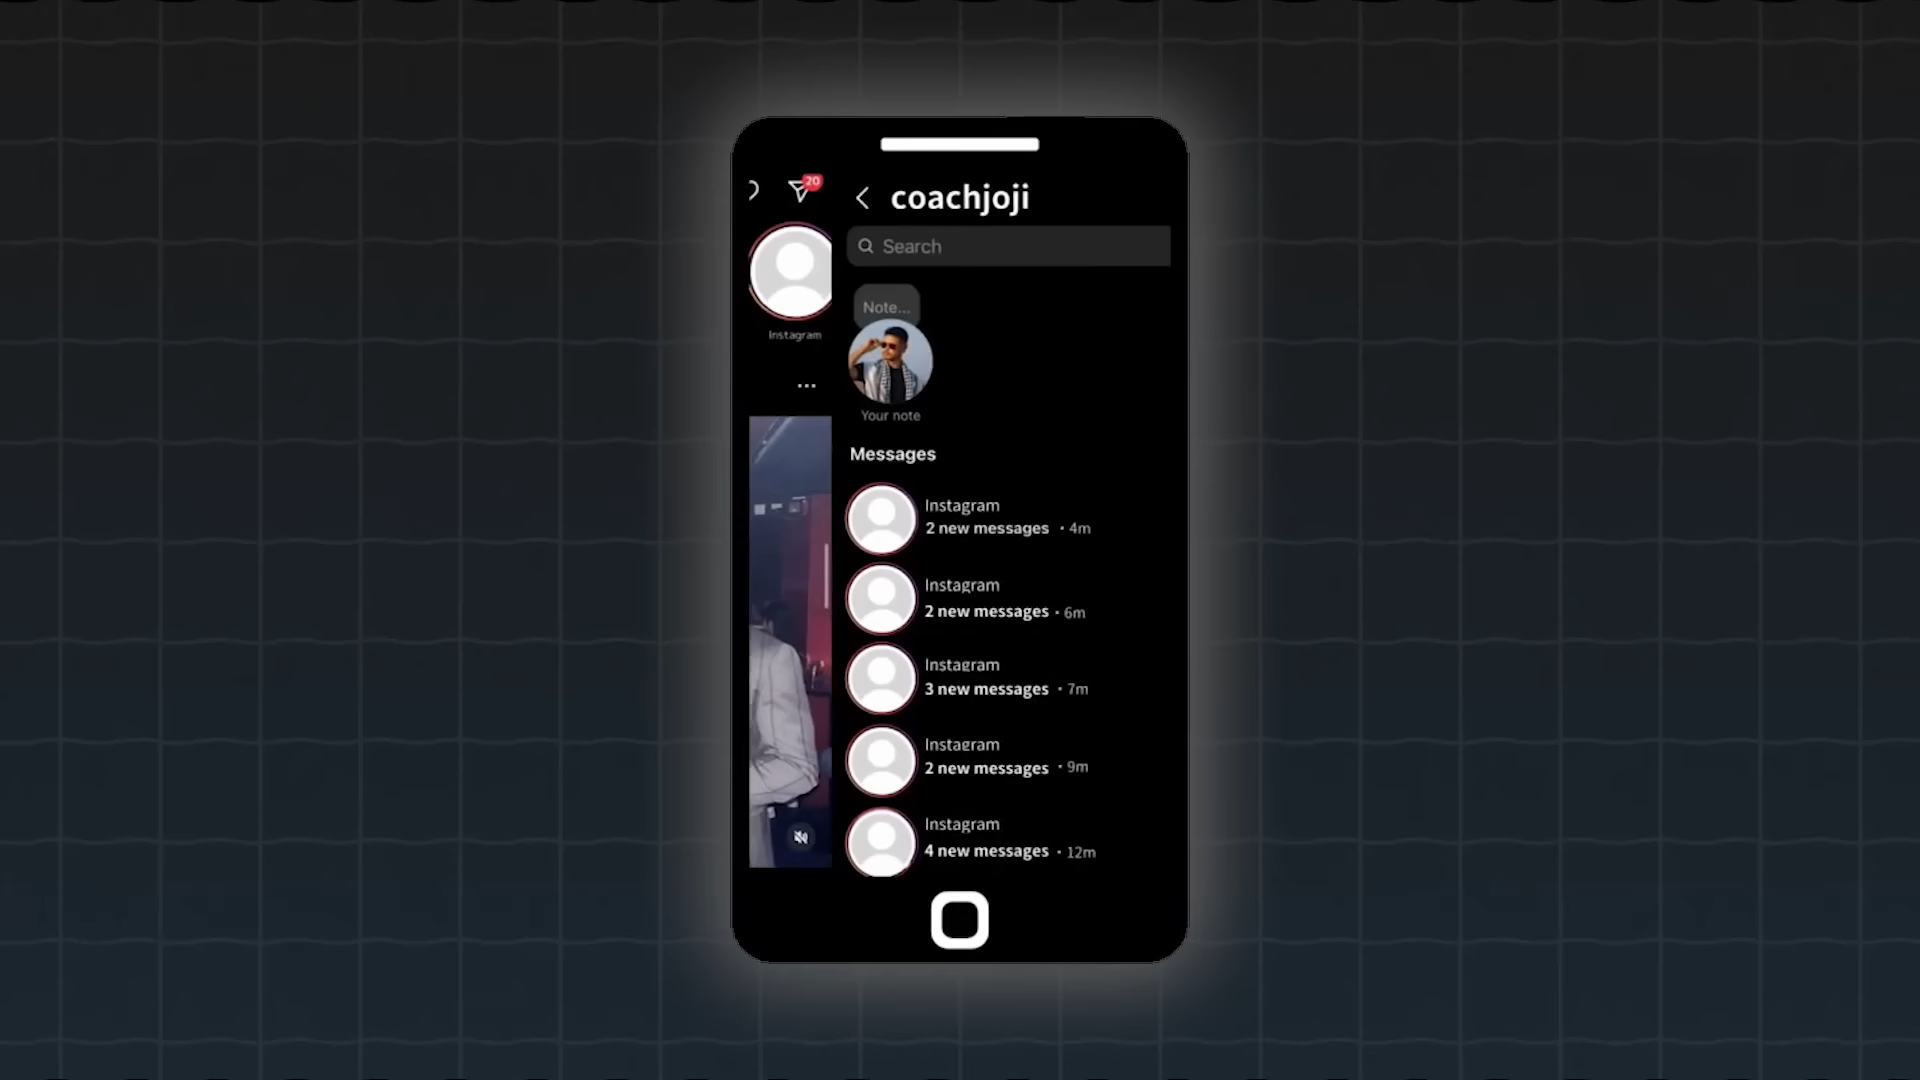 20
coachjoji
Search
Instagram
Note...
Your note
...
Messages
Instagram
2 new messages · 4m
Instagram
2 new messages · 6m
Instagram
3 new messages · 7m
Instagram
2 new messages · 9m
Instagram
4 new messages · 12m